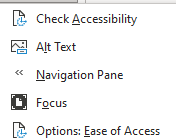 Check Accessibility
Alt Text
Navigation Pane
Focus
Options: Ease of Access